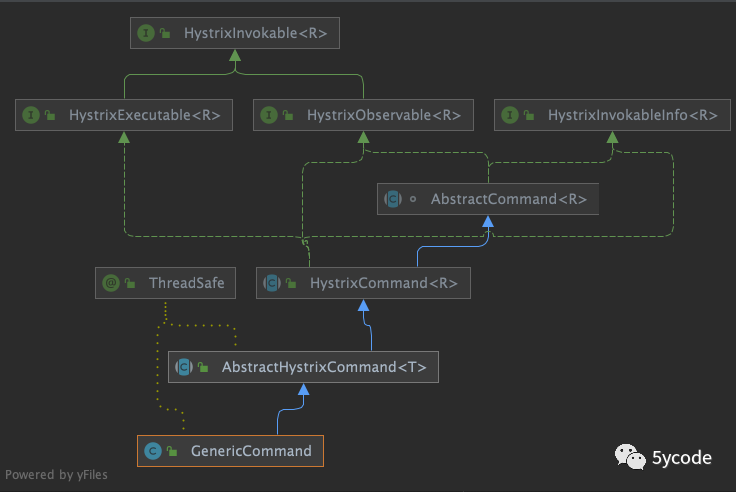 I HystrixInvokable<R>
I HystrixExecutable<R>
I HystrixObservable<R>
I HystrixInvokableInfo<R>
C AbstractCommand<R>
@ ThreadSafe
C HystrixCommand<R>
C AbstractHystrixCommand<T>
C GenericCommand
Powered by yFiles
5ycode